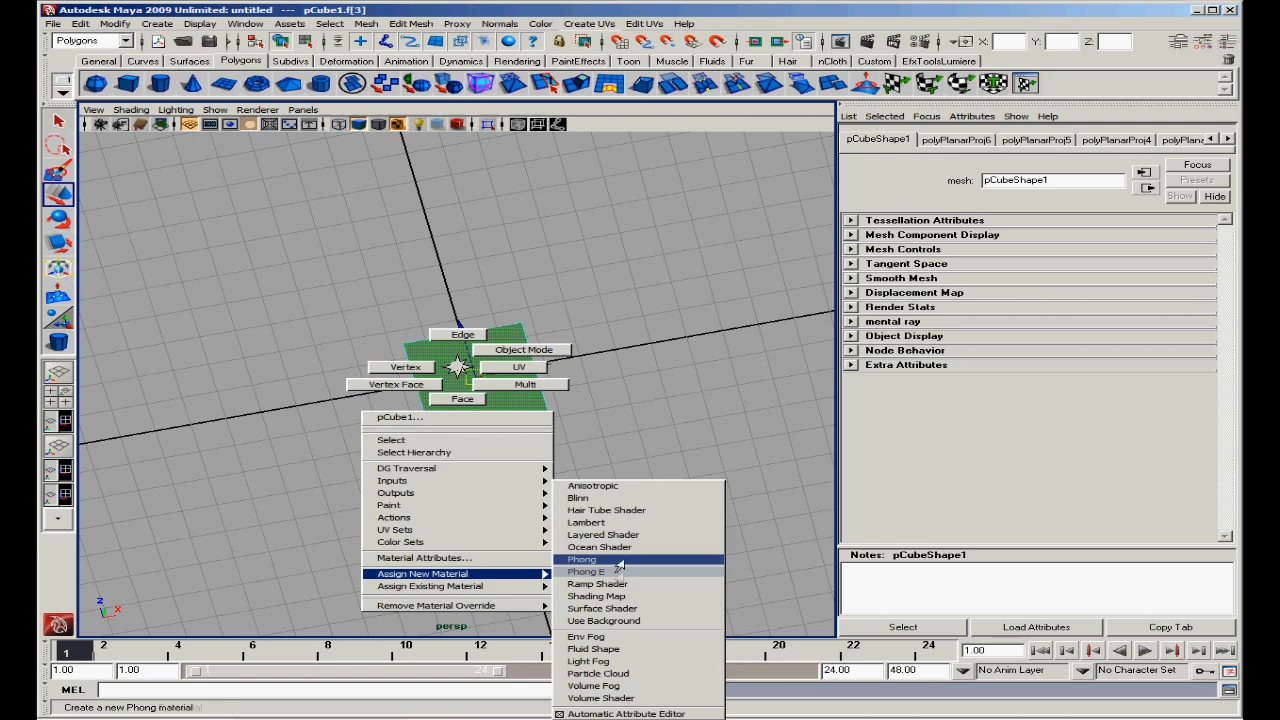 Autodesk Maya 2009 Unlimited: untitled --- pCube1.f[3]
File Edit Modify Create Display Window Assets Select Mesh Edit Mesh Proxy Normals Color Create UVs Edit UVs Help
Polygons X: Y: Z:
General Curves Surfaces Polygons Subdivs Deformation Animation Dynamics Rendering PaintEffects Toon Muscle Fluids Fur Hair nCloth Custom EfxToolsLumiere
View Shading Lighting Show Renderer Panels
List Selected Focus Attributes Show Help
pCubeShape1 polyPlanarProj6 polyPlanarProj5 polyPlanarProj4 polyPlana
Focus
mesh: pCubeShape1
Presets
Show Hide
Tessellation Attributes
Mesh Component Display
Mesh Controls
Tangent Space
Smooth Mesh
Displacement Map
Render Stats
mental ray
Object Display
Node Behavior
Extra Attributes
Edge
Object Mode
Vertex UV
Vertex Face Multi
Face
pCube1...
Select
Select Hierarchy
DG Traversal
Inputs
Outputs
Paint
Actions
UV Sets
Color Sets
Material Attributes...
Assign New Material
Assign Existing Material
Remove Material Override
Anisotropic
Blinn
Hair Tube Shader
Lambert
Layered Shader
Ocean Shader
Phong
Phong E
Ramp Shader
Shading Map
Surface Shader
Use Background
Env Fog
Fluid Shape
Light Fog
Particle Cloud
Volume Fog
Volume Shader
Automatic Attribute Editor
z
x
persp
Notes: pCubeShape1
Select Load Attributes Copy Tab
1 2 4 6 8 10 12 20 22 24 1.00
1.00 1.00 1 24 24.00 48.00 No Anim Layer No Character Set
MEL
Create a new Phong material